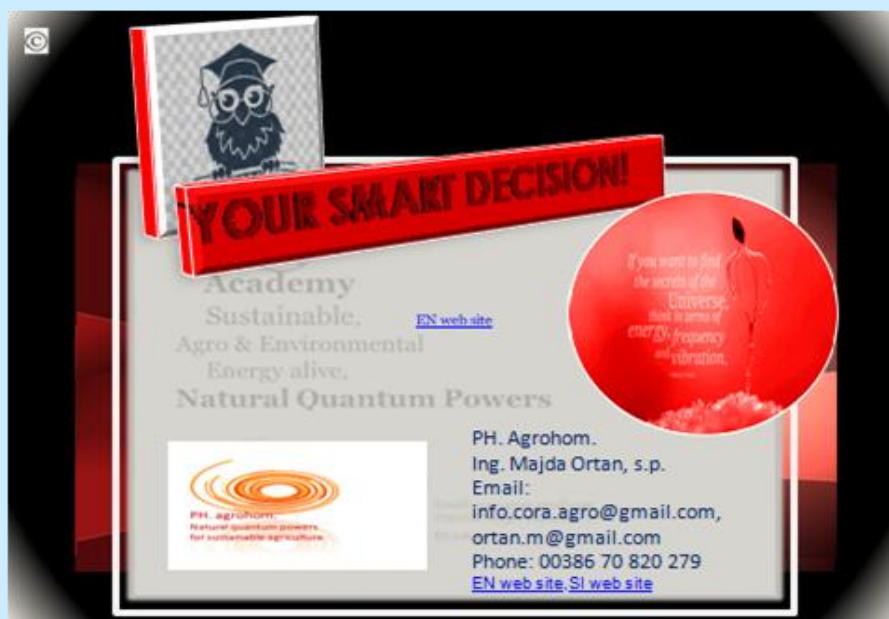 ©
YOUR SMART DECISION!
Academy
Sustainable,
Agro & Environmental
Energy alive,
Natural Quantum Powers
EN web site
If you want to find
the secrets of the
Universe,
think in terms of
energy, frequency
and vibration.
PH. agrohom.
Natural quantum powers
for sustainable agriculture
PH. Agrohom.
Ing. Majda Ortan, s.p.
Email:
info.cora.agro@gmail.com,
ortan.m@gmail.com
Phone: 00386 70 820 279
EN web site,SI web site